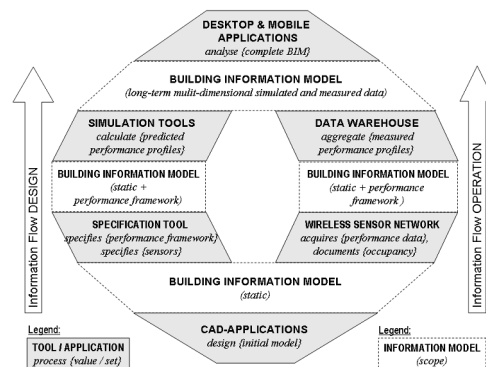 DESKTOP & MOBILE
APPLICATIONS
analyse {complete BIM}
BUILDING INFORMATION MODEL
(long-term mulit-dimensional simulated and measured data)
SIMULATION TOOLS
calculate {predicted
performance profiles}
DATA WAREHOUSE
aggregate {measured
performance profiles}
BUILDING INFORMATION MODEL
(static +
performance framework)
BUILDING INFORMATION MODEL
(static + performance
framework )
SPECIFICATION TOOL
specifies {performance framework}
specifies {sensors}
WIRELESS SENSOR NETWORK
acquires {performance data},
documents {occupancy}
BUILDING INFORMATION MODEL
(static)
CAD-APPLICATIONS
design {initial model}
Information Flow DESIGN
Information Flow OPERATION
Legend:
TOOL / APPLICATION
process {value / set}
Legend:
INFORMATION MODEL
(scope)